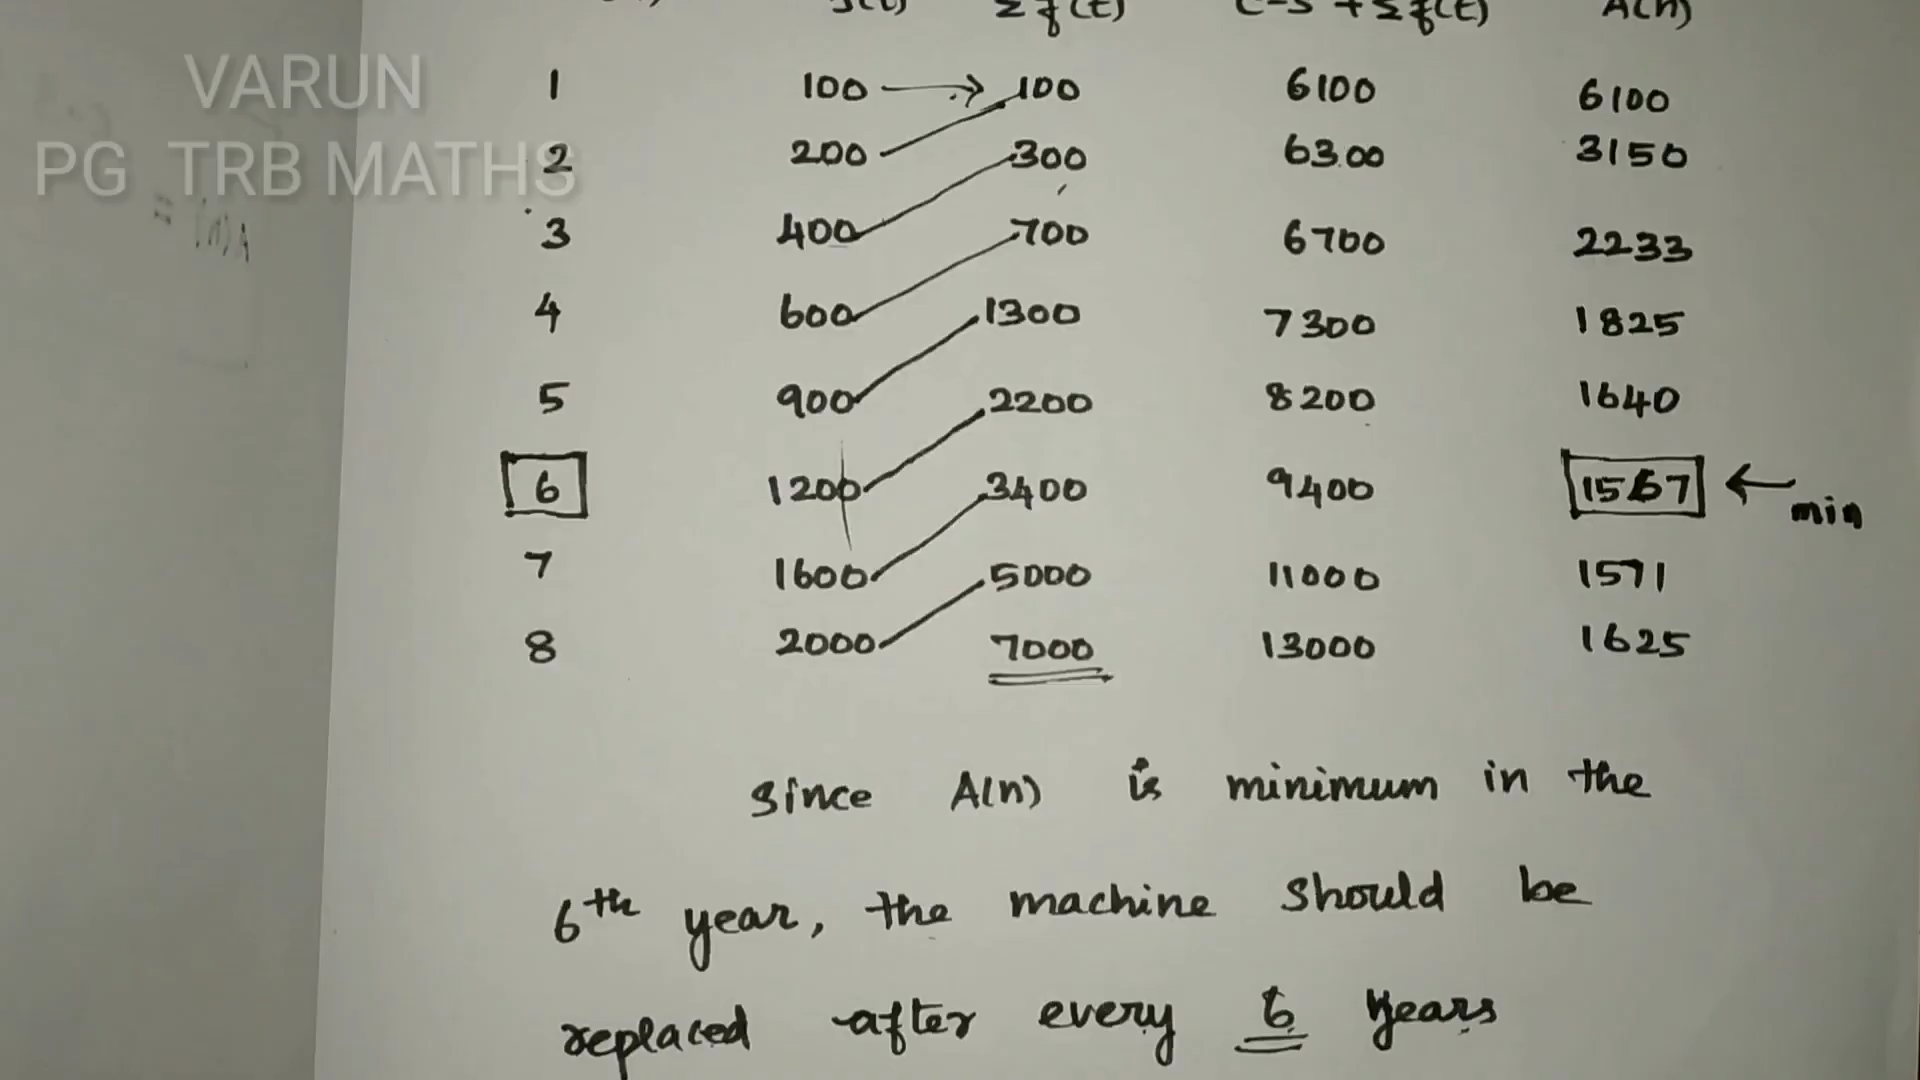 f(t) Σf(t) C-S+Σf(t) A(n)
VARUN
PG TRB MATHS
= A(n)
1 100 100 6100 6100
2 200 300 6300 3150
3 400 700 6700 2233
4 600 1300 7300 1825
5 900 2200 8200 1640
6 1200 3400 9400 1567 ← min
7 1600 5000 11000 1571
8 2000 7000 13000 1625
since A(n) is minimum in the
6th year, the machine should be
replaced after every 6 years